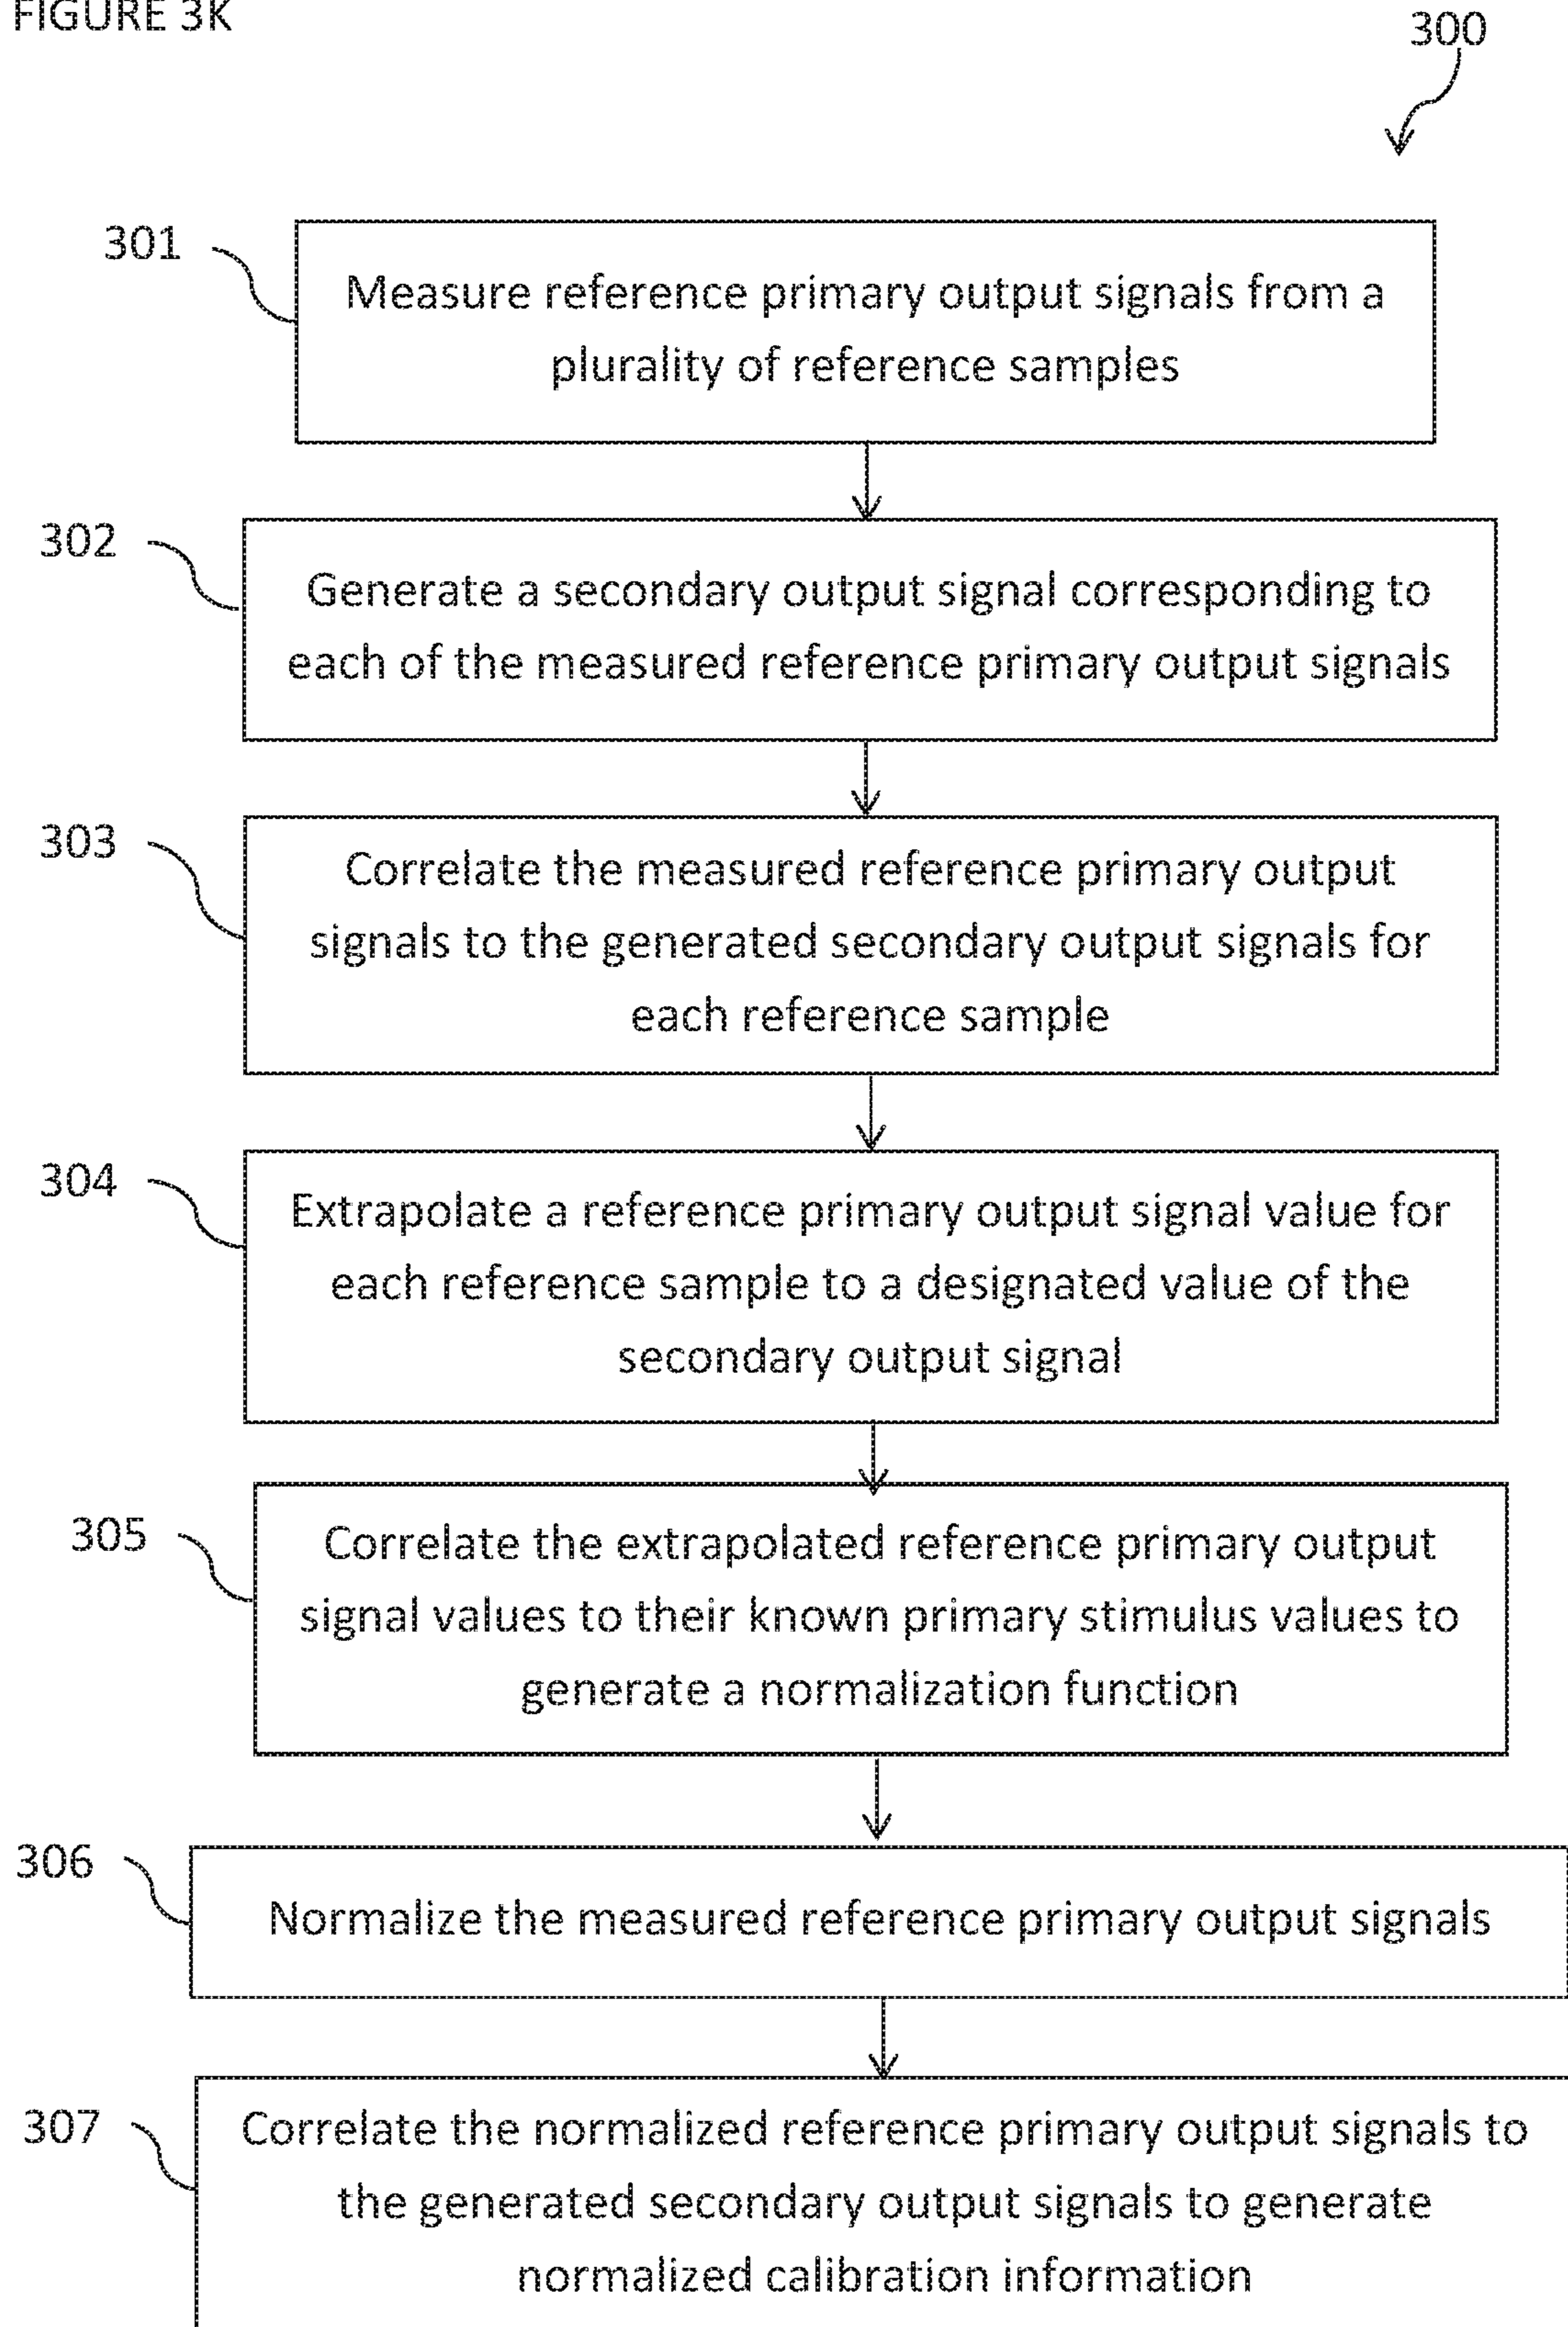 FIGURE 3K
300
301
Measure reference primary output signals from a
plurality of reference samples
302
Generate a secondary output signal corresponding to
each of the measured reference primary output signals
303
Correlate the measured reference primary output
signals to the generated secondary output signals for
each reference sample
304
Extrapolate a reference primary output signal value for
each reference sample to a designated value of the
secondary output signal
305
Correlate the extrapolated reference primary output
signal values to their known primary stimulus values to
generate a normalization function
306
Normalize the measured reference primary output signals
307
Correlate the normalized reference primary output signals to
the generated secondary output signals to generate
normalized calibration information